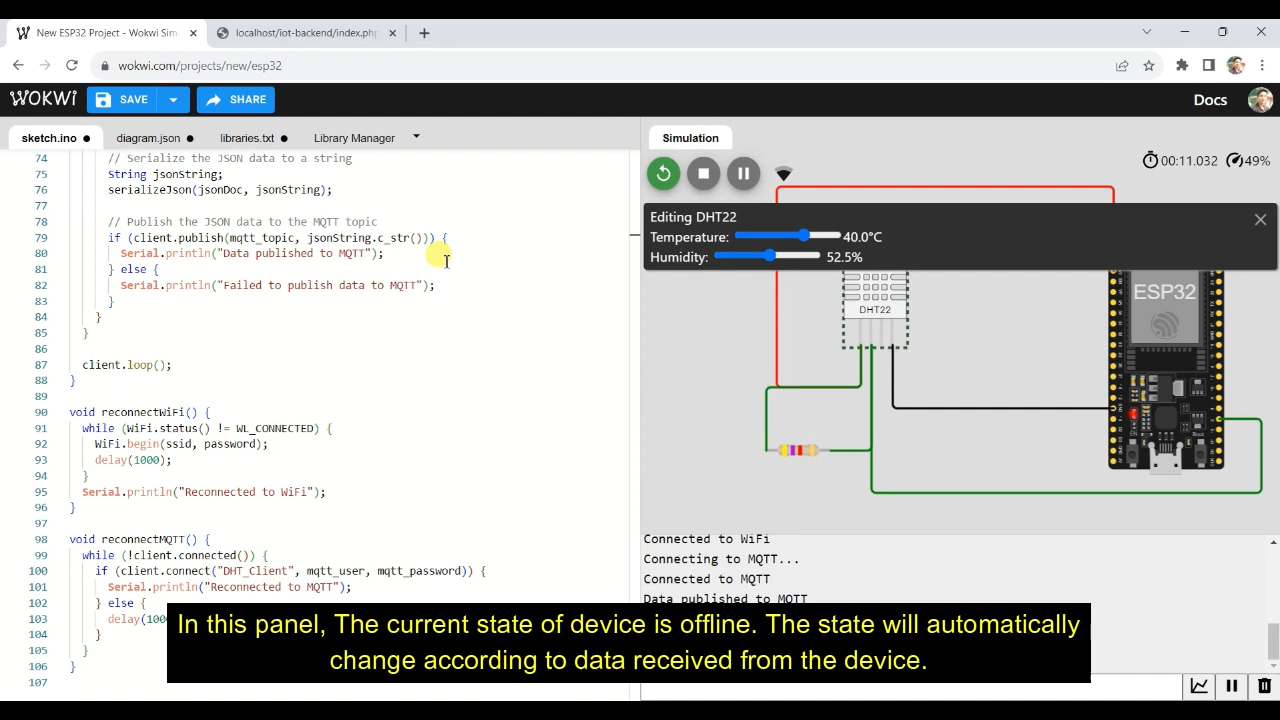 New ESP32 Project - Wokwi Sim
localhost/iot-backend/index.php
wokwi.com/projects/new/esp32
WOKWI
SAVE
SHARE
Docs
sketch.ino
diagram.json
libraries.txt
Library Manager
Simulation
74 // Serialize the JSON data to a string
75 String jsonString;
76 serializeJson(jsonDoc, jsonString);
77
78 // Publish the JSON data to the MQTT topic
79 if (client.publish(mqtt_topic, jsonString.c_str())) {
80 Serial.println("Data published to MQTT");
81 } else {
82 Serial.println("Failed to publish data to MQTT");
83 }
84 }
85 }
86
87 client.loop();
88 }
89
90 void reconnectWiFi() {
91 while (WiFi.status() != WL_CONNECTED) {
92 WiFi.begin(ssid, password);
93 delay(1000);
94 }
95 Serial.println("Reconnected to WiFi");
96 }
97
98 void reconnectMQTT() {
99 while (!client.connected()) {
100 if (client.connect("DHT_Client", mqtt_user, mqtt_password)) {
101 Serial.println("Reconnected to MQTT");
102 } else {
103 delay(100
104 }
105 }
106 }
107
00:11.032
49%
Editing DHT22
Temperature: 40.0°C
Humidity: 52.5%
DHT22
ESP32
EN
Boot
Connected to WiFi
Connecting to MQTT...
Connected to MQTT
Data published to MQTT
In this panel, The current state of device is offline. The state will automatically
change according to data received from the device.